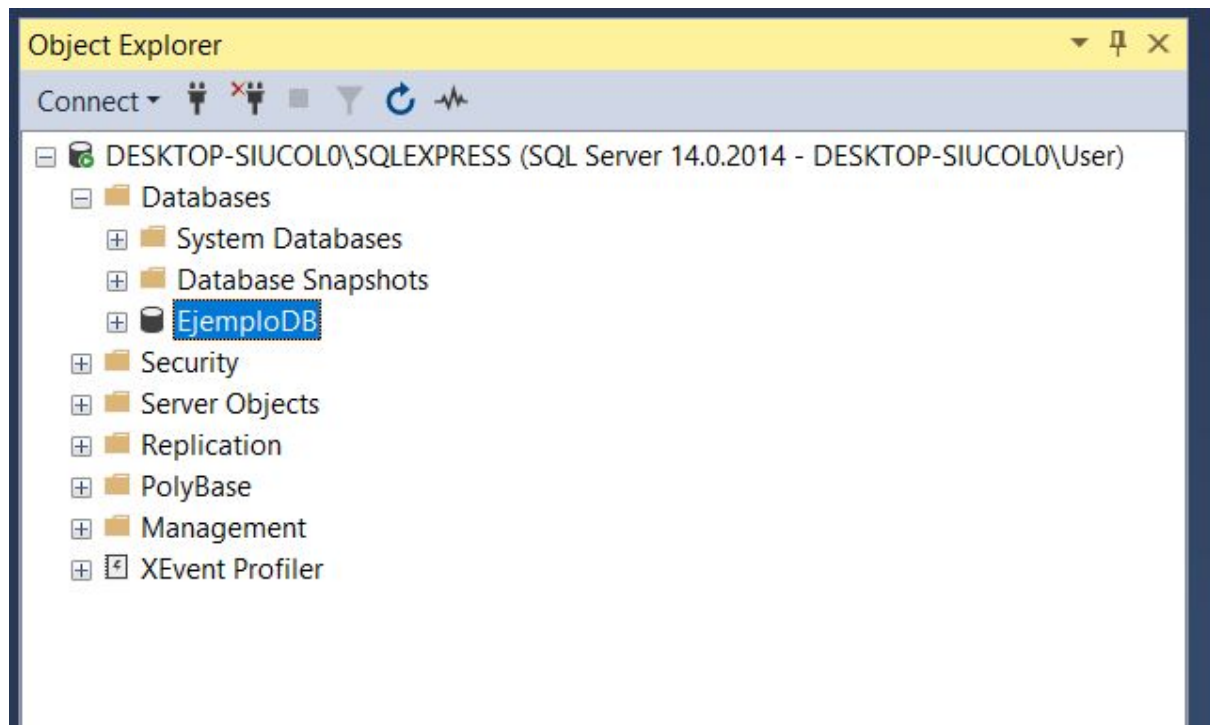 Object Explorer
Connect
DESKTOP-SIUCOL0\SQLEXPRESS (SQL Server 14.0.2014 - DESKTOP-SIUCOL0\User)
Databases
System Databases
Database Snapshots
EjemploDB
Security
Server Objects
Replication
PolyBase
Management
XEvent Profiler